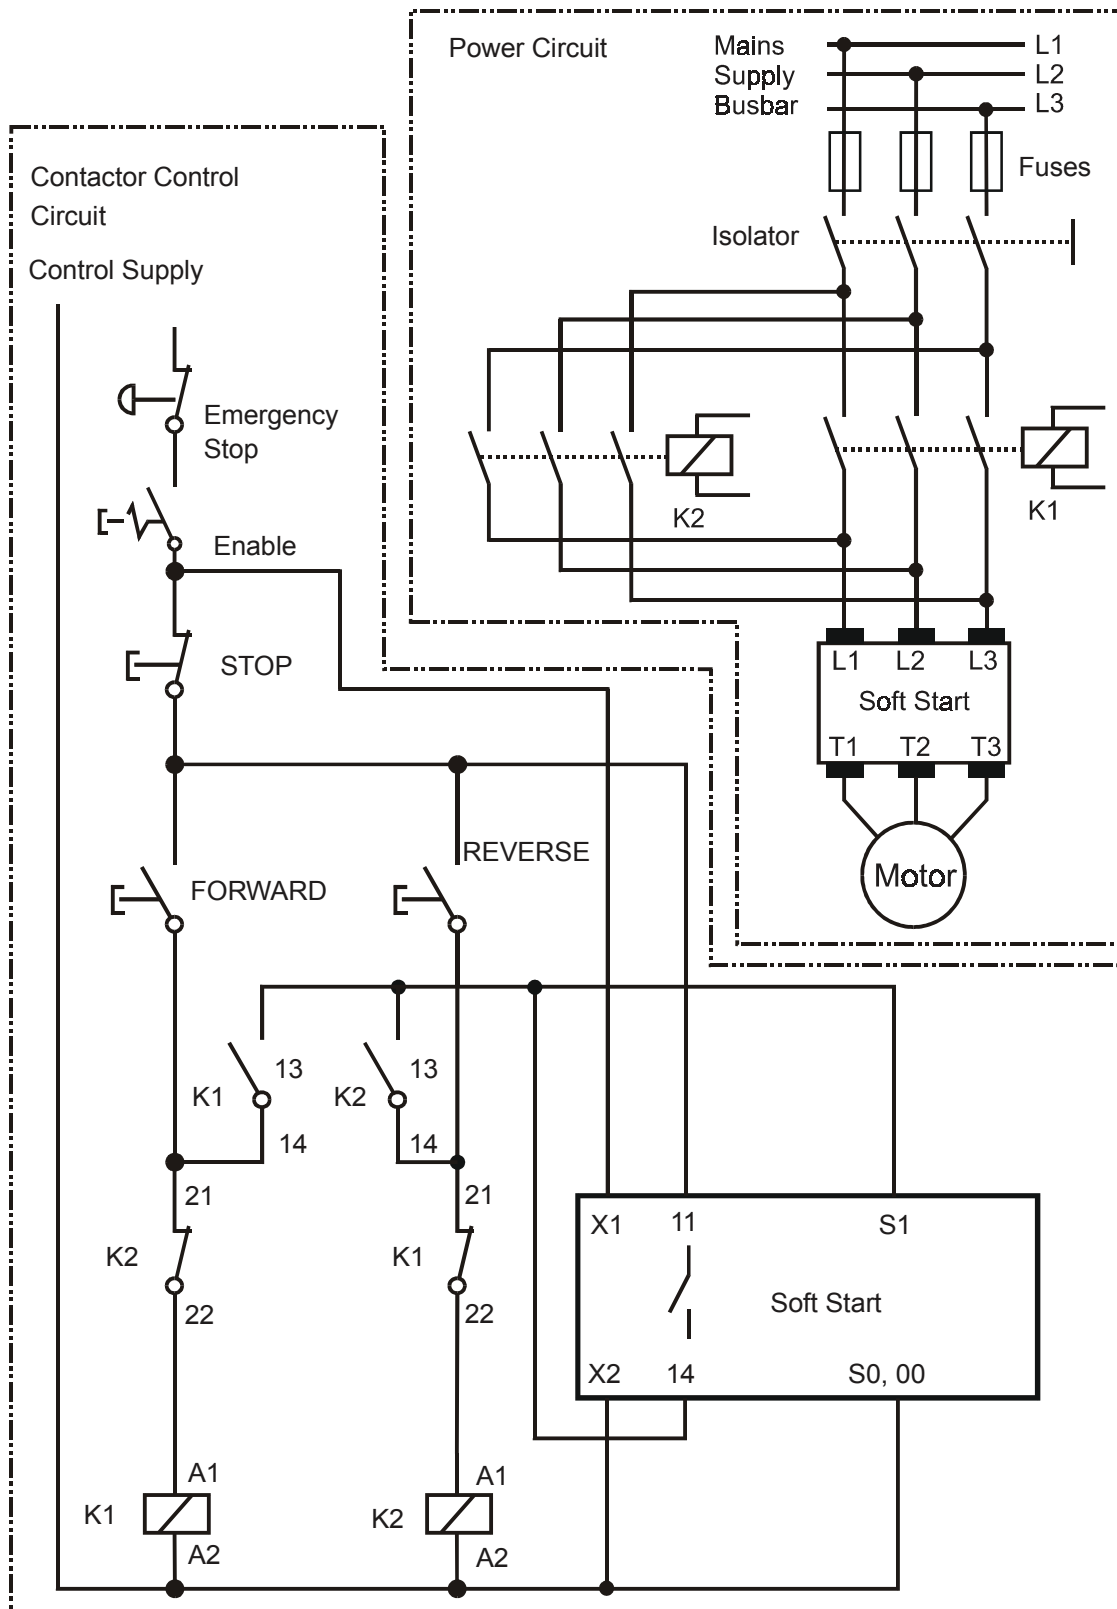 Power Circuit
Mains
Supply
Busbar
L1
L2
L3
Fuses
Isolator
K2
K1
L1 L2 L3
Soft Start
T1 T2 T3
Motor
Contactor Control
Circuit
Control Supply
Emergency
Stop
Enable
STOP
FORWARD
REVERSE
K1
13
14
K2
13
14
21
K2
22
21
K1
22
X1 11 S1
Soft Start
X2 14 S0, 00
A1
K1
A2
A1
K2
A2